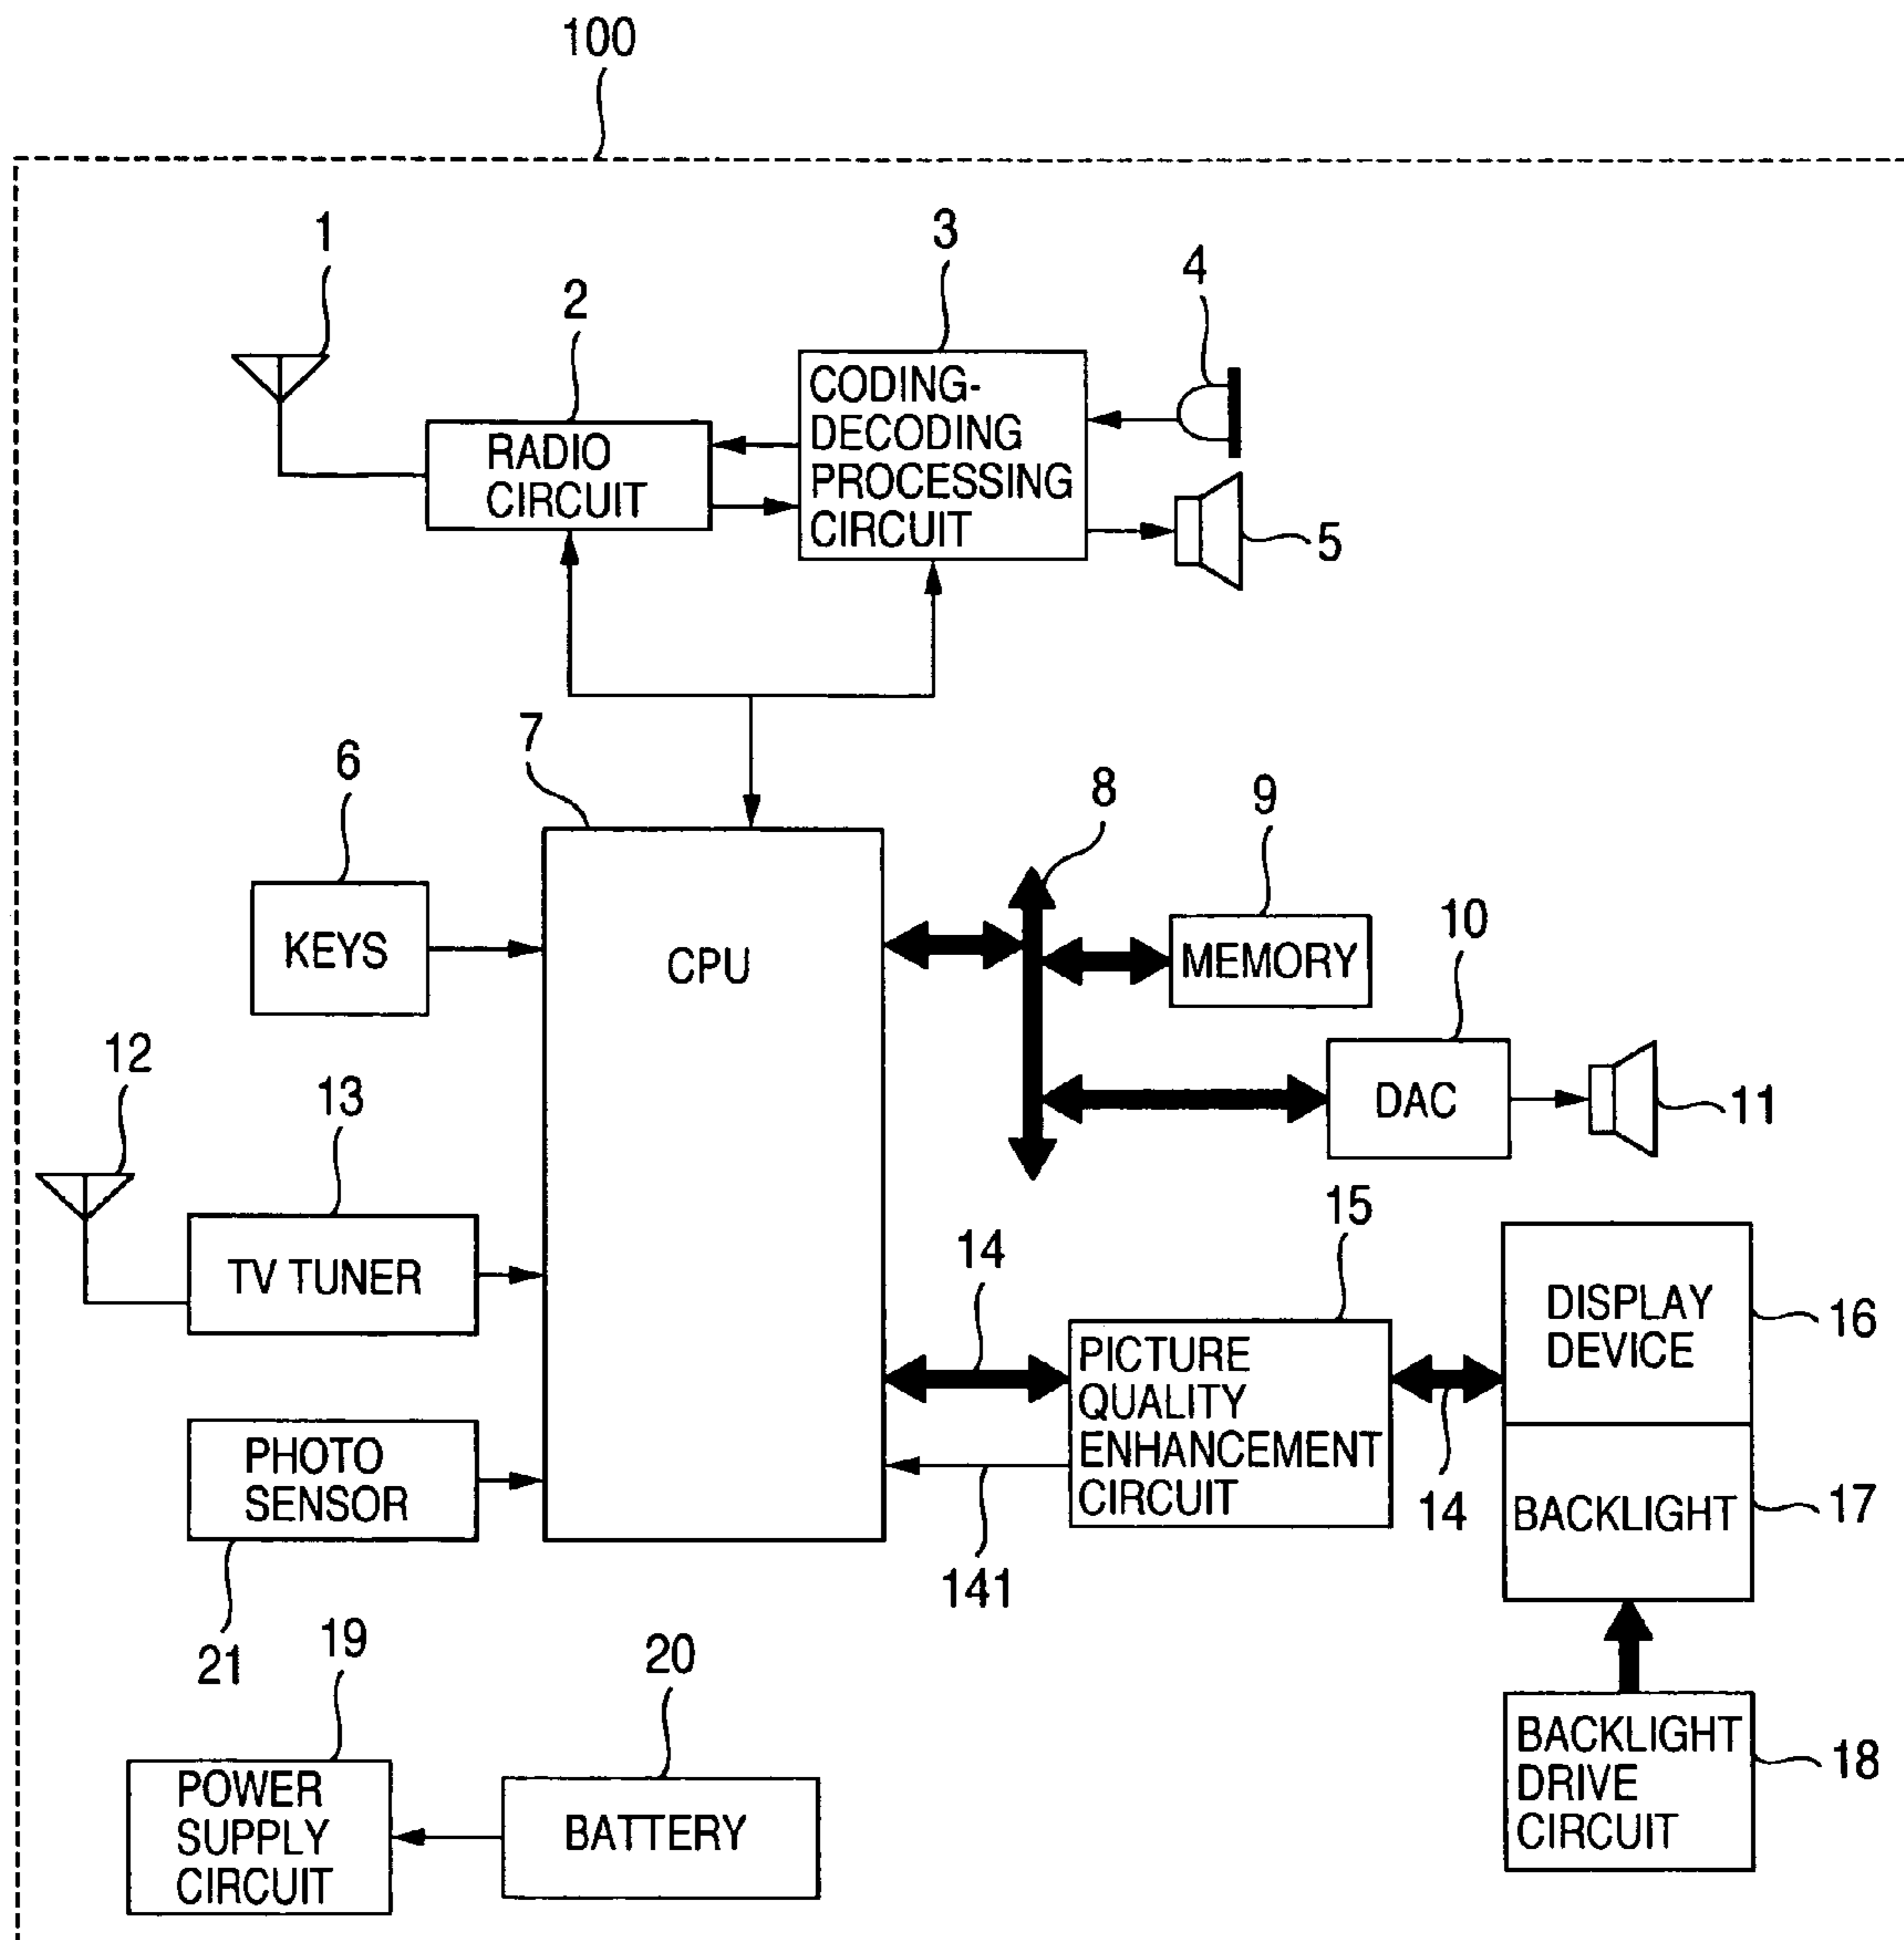 100
1
2
3
4
RADIO
CIRCUIT
CODING-
DECODING
PROCESSING
CIRCUIT
5
6
7
8
9
KEYS
CPU
MEMORY
10
DAC
11
12
13
TV TUNER
14
15
PICTURE
QUALITY
ENHANCEMENT
CIRCUIT
14
DISPLAY
DEVICE
16
BACKLIGHT
17
PHOTO
SENSOR
21
141
19
20
POWER
SUPPLY
CIRCUIT
BATTERY
BACKLIGHT
DRIVE
CIRCUIT
18